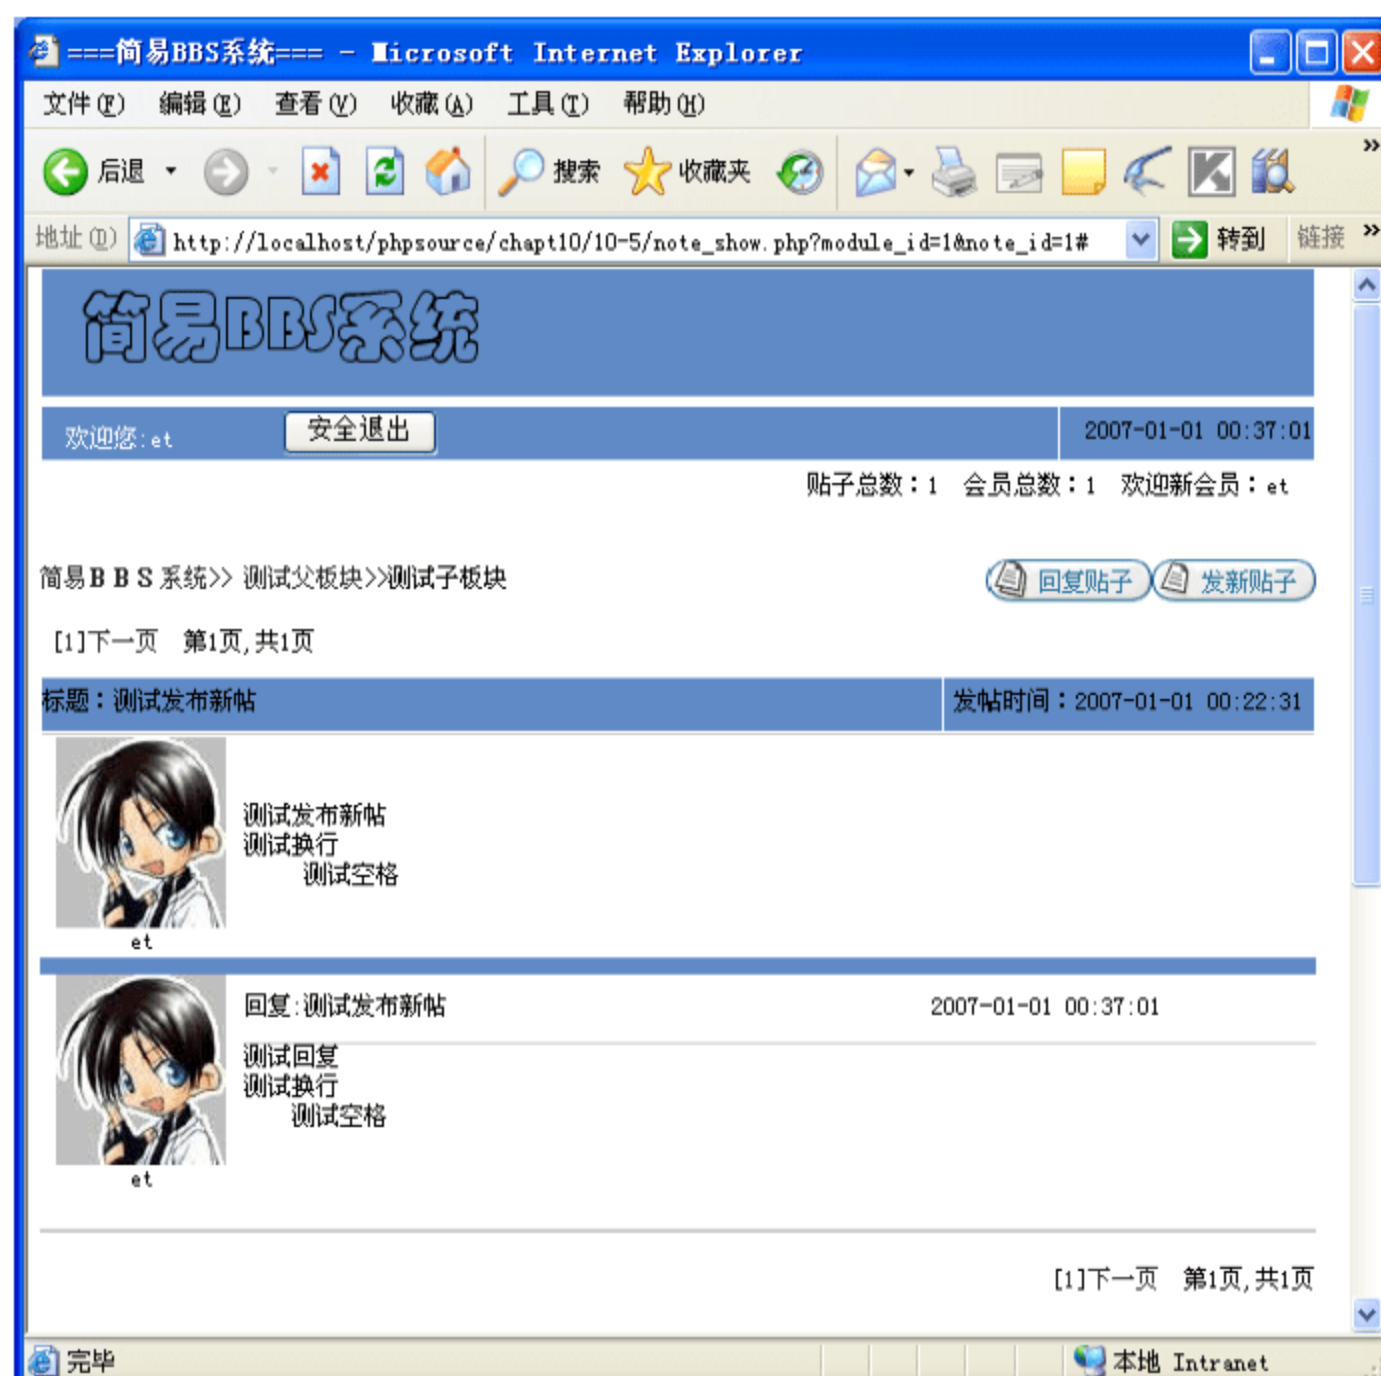 ===简易BBS系统=== - Microsoft Internet Explorer
文件(F) 编辑(E) 查看(V) 收藏(A) 工具(T) 帮助(H)
后退 搜索 收藏夹 »
地址(D) http://localhost/phpsource/chapt10/10-5/note_show.php?module_id=1&note_id=1# 转到 链接 »
简易BBS系统
欢迎您:et 安全退出 2007-01-01 00:37:01
贴子总数：1 会员总数：1 欢迎新会员：et
简易ＢＢＳ系统>> 测试父板块>>测试子板块 回复贴子 发新贴子
[1]下一页 第1页,共1页
标题：测试发布新帖 发帖时间：2007-01-01 00:22:31
测试发布新帖
测试换行
测试空格
et
回复:测试发布新帖 2007-01-01 00:37:01
测试回复
测试换行
测试空格
et
[1]下一页 第1页,共1页
完毕 本地 Intranet